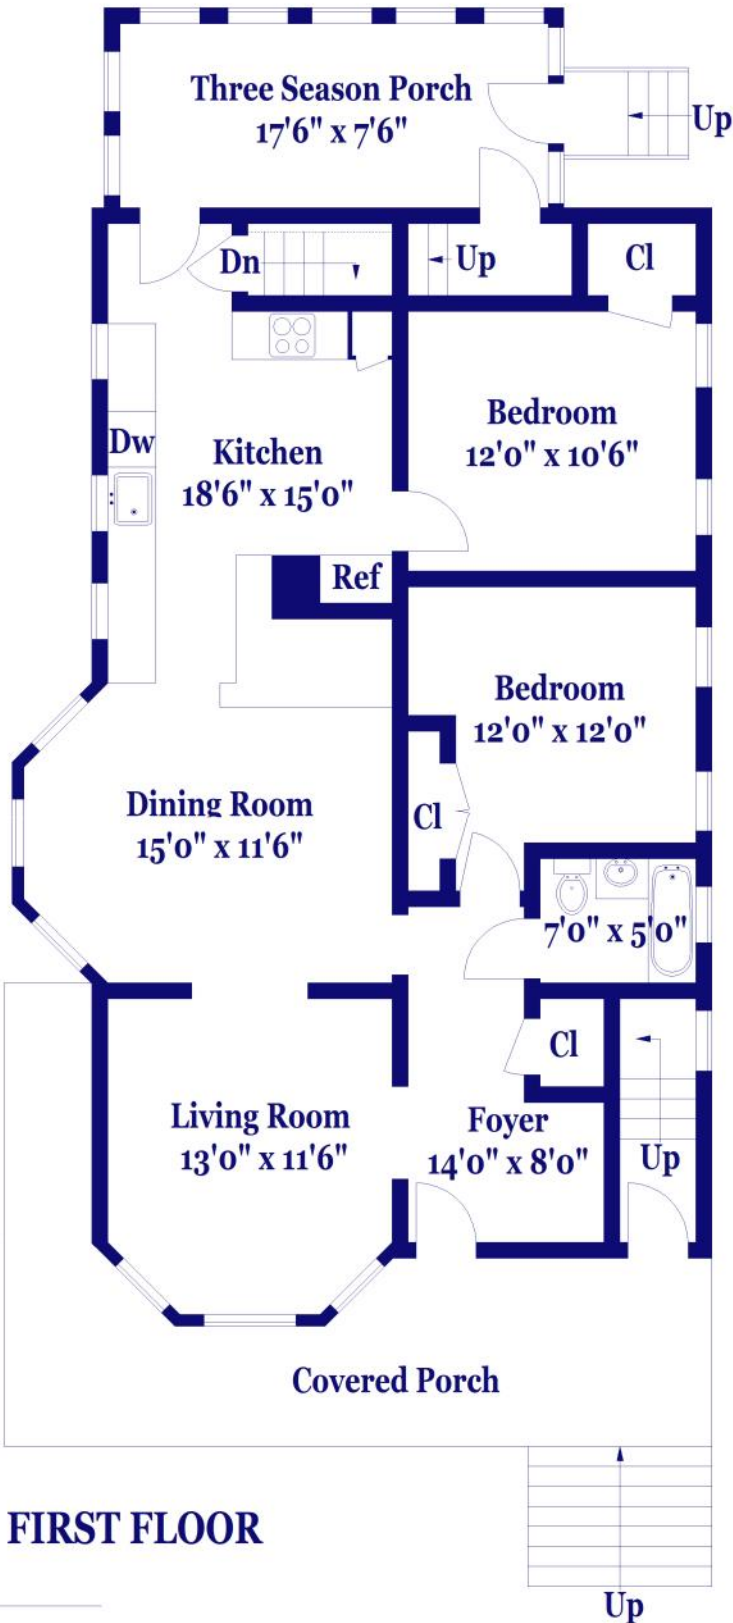 Three Season Porch
17'6" x 7'6"
Up
Dn
Up
Cl
Bedroom
12'0" x 10'6"
Dw
Kitchen
18'6" x 15'0"
Ref
Bedroom
12'0" x 12'0"
Dining Room
15'0" x 11'6"
Cl
7'0" x 5'0"
Cl
Living Room
13'0" x 11'6"
Foyer
14'0" x 8'0"
Up
Covered Porch
FIRST FLOOR
Up